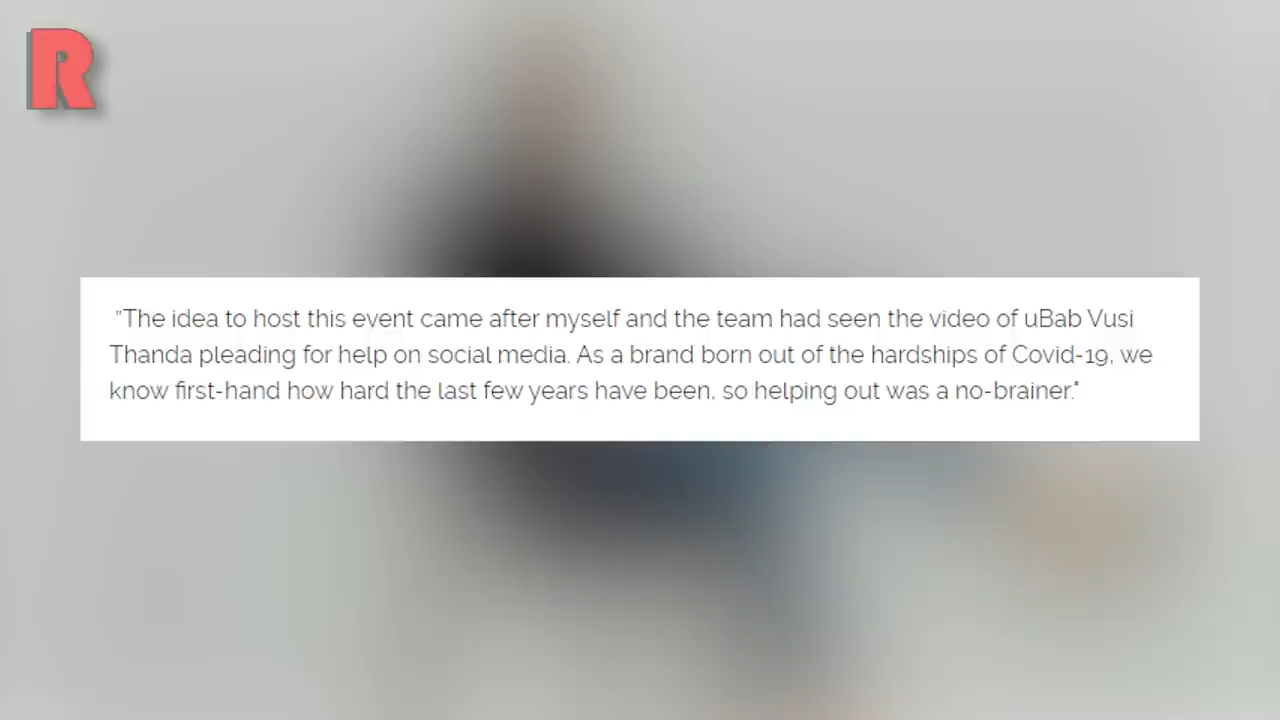 R
"The idea to host this event came after myself and the team had seen the video of uBab Vusi
Thanda pleading for help on social media. As a brand born out of the hardships of Covid-19, we
know first-hand how hard the last few years have been, so helping out was a no-brainer."